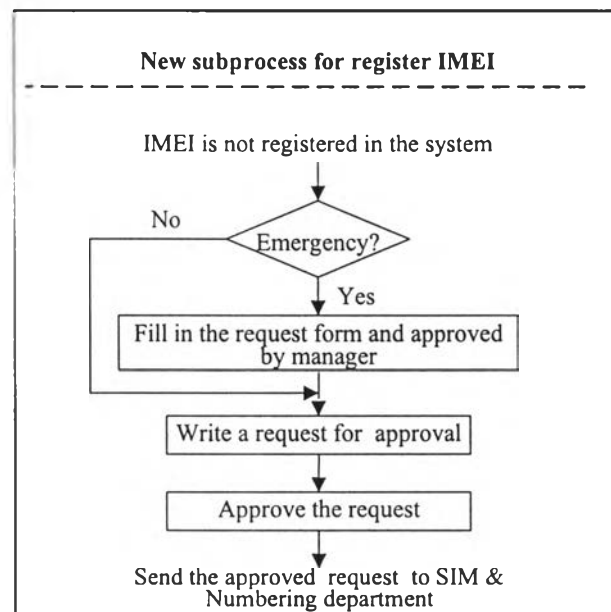 New subprocess for register IMEI
IMEI is not registered in the system
No
Emergency?
Yes
Fill in the request form and approved
by manager
Write a request for approval
Approve the request
Send the approved request to SIM &
Numbering department